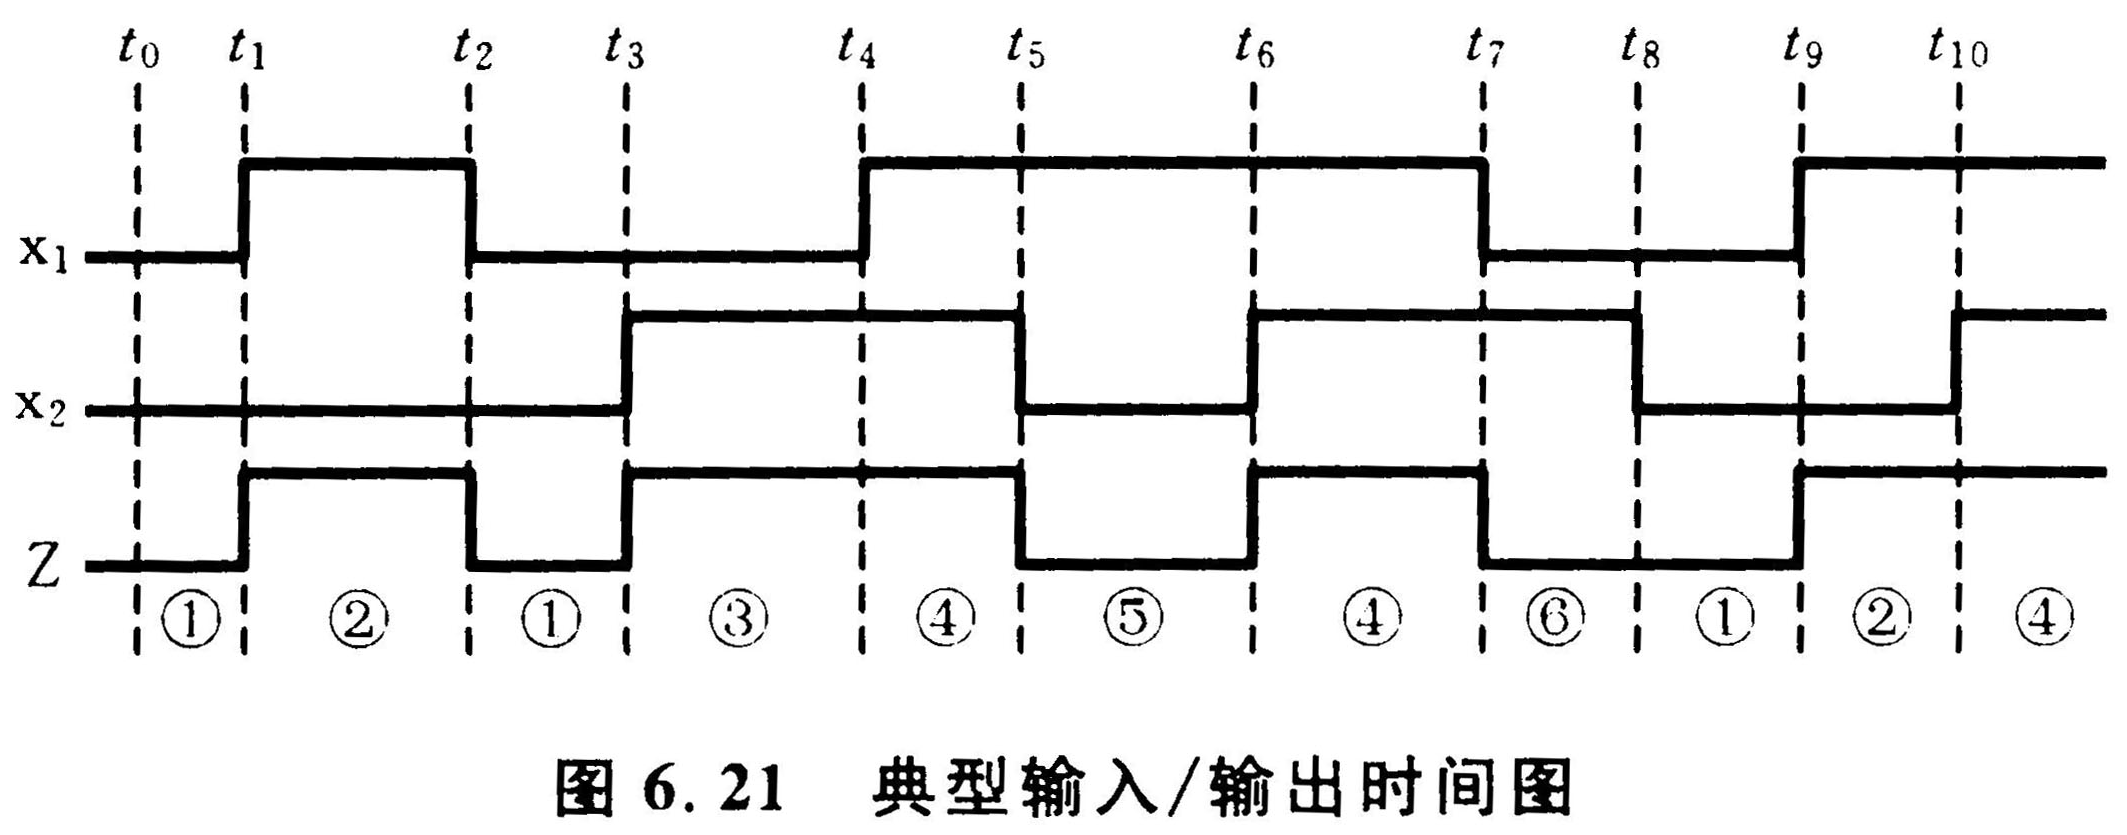 t0 t1 t2 t3 t4 t5 t6 t7 t8 t9 t10
x1
x2
Z
① ② ① ③ ④ ⑤ ④ ⑥ ① ② ④
图 6.21 典型输入/输出时间图